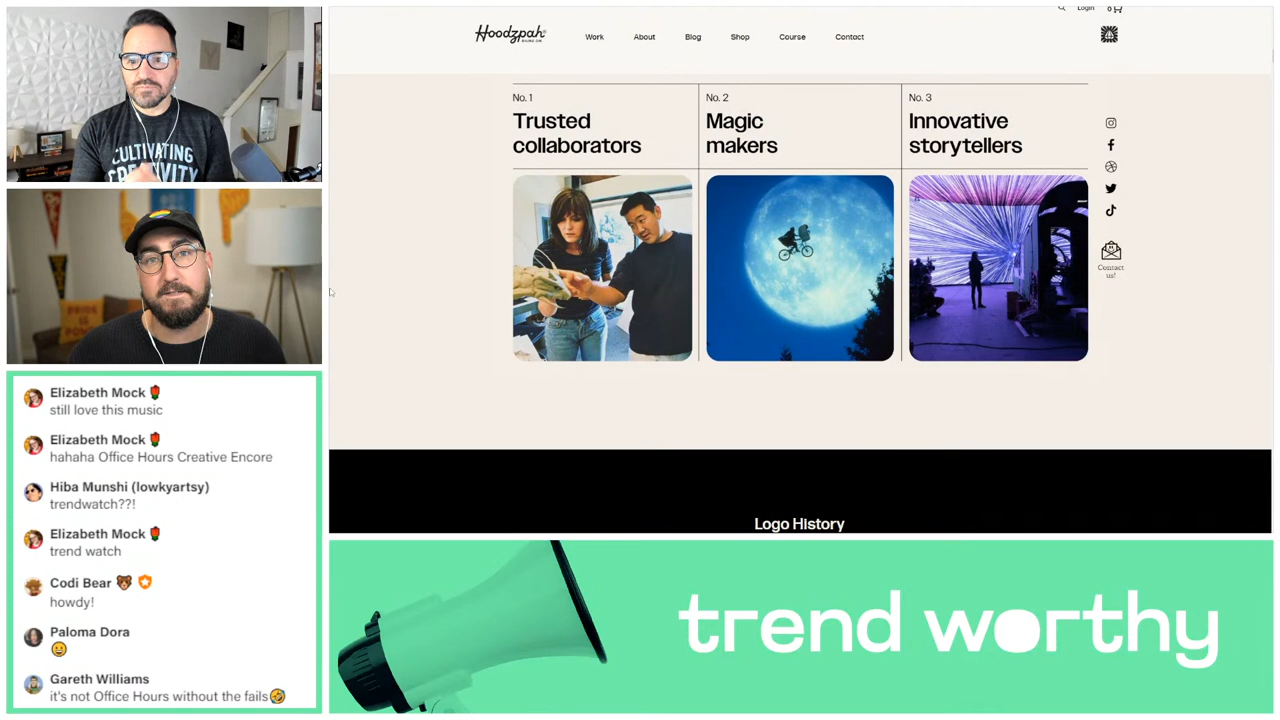 CULTIVATING
CREATIVITY
Elizabeth Mock
still love this music
Elizabeth Mock
hahaha Office Hours Creative Encore
Hiba Munshi (lowkyartsy)
trendwatch??!
Elizabeth Mock
trend watch
Codi Bear
howdy!
Paloma Dora
Gareth Williams
it's not Office Hours without the fails
Login
0
Hoodzpah
Work About Blog Shop Course Contact
No. 1
Trusted
collaborators
No. 2
Magic
makers
No. 3
Innovative
storytellers
Contact
us!
Logo History
trend worthy